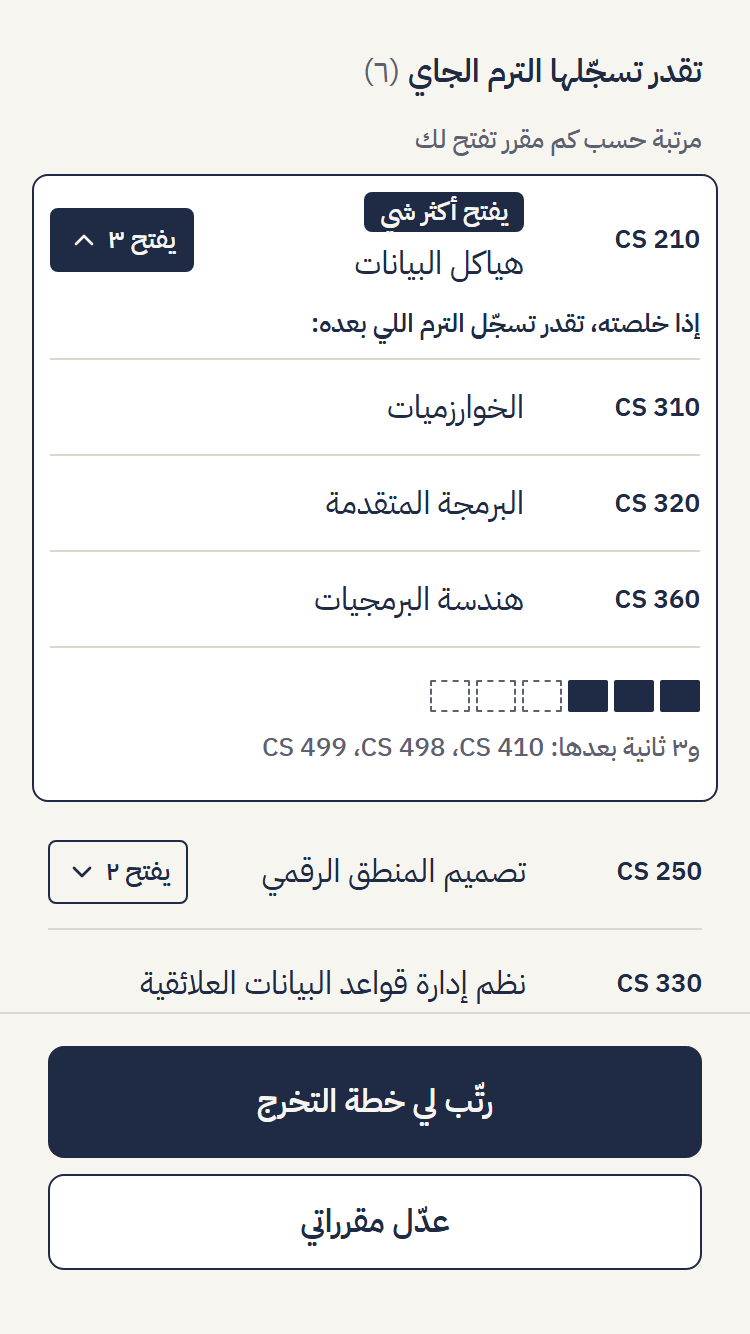 تقدر تسجّلها الترم الجاي (٦)
مرتبة حسب كم مقرر تفتح لك
يفتح أكثر شي
CS 210 هياكل البيانات يفتح ٣
إذا خلصته، تقدر تسجّل الترم اللي بعده:
CS 310 الخوارزميات
CS 320 البرمجة المتقدمة
CS 360 هندسة البرمجيات
و٣ ثانية بعدها: CS 410، CS 498، CS 499
CS 250 تصميم المنطق الرقمي يفتح ٢
CS 330 نظم إدارة قواعد البيانات العلائقية
رتّب لي خطة التخرج
عدّل مقرراتي